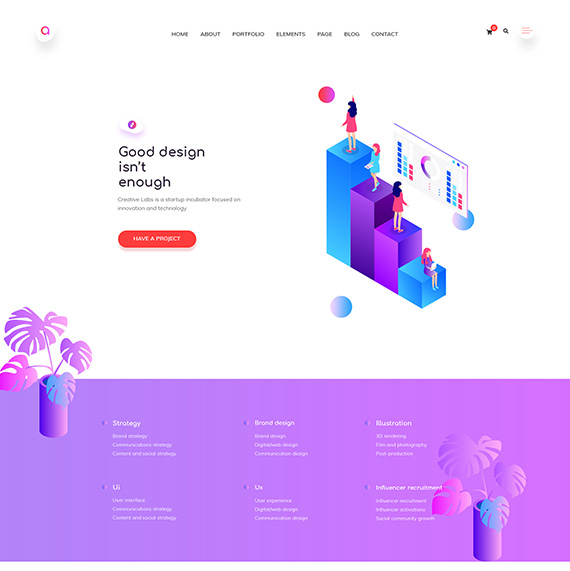 a
HOME ABOUT PORTFOLIO ELEMENTS PAGE BLOG CONTACT
0
Good design
isn't
enough
Creative Labs is a startup incubator focused on
innovation and technology
HAVE A PROJECT
Strategy
Brand strategy
Communications strategy
Content and social strategy
Brand design
Brand design
Digital/web design
Communication design
Illustration
3D rendering
Film and photography
Post-production
Ui
User interface
Communications strategy
Content and social strategy
Ux
User experience
Digital/web design
Communication design
Influencer recruitment
Influencer recruitment
Influencer activations
Social community growth